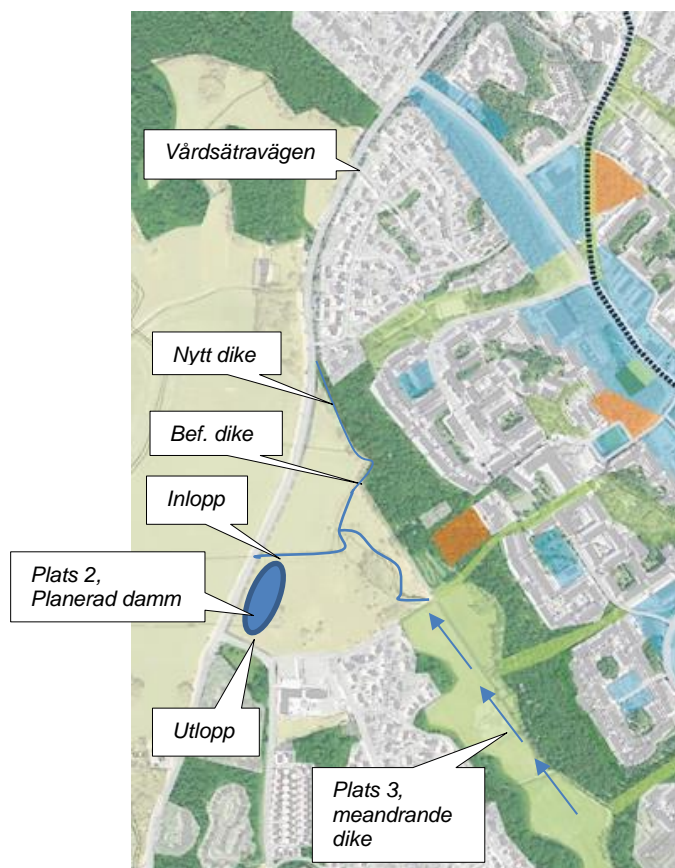 Vårdsätravägen
Nytt dike
Bef. dike
Inlopp
Plats 2,
Planerad damm
Utlopp
Plats 3,
meandrande
dike